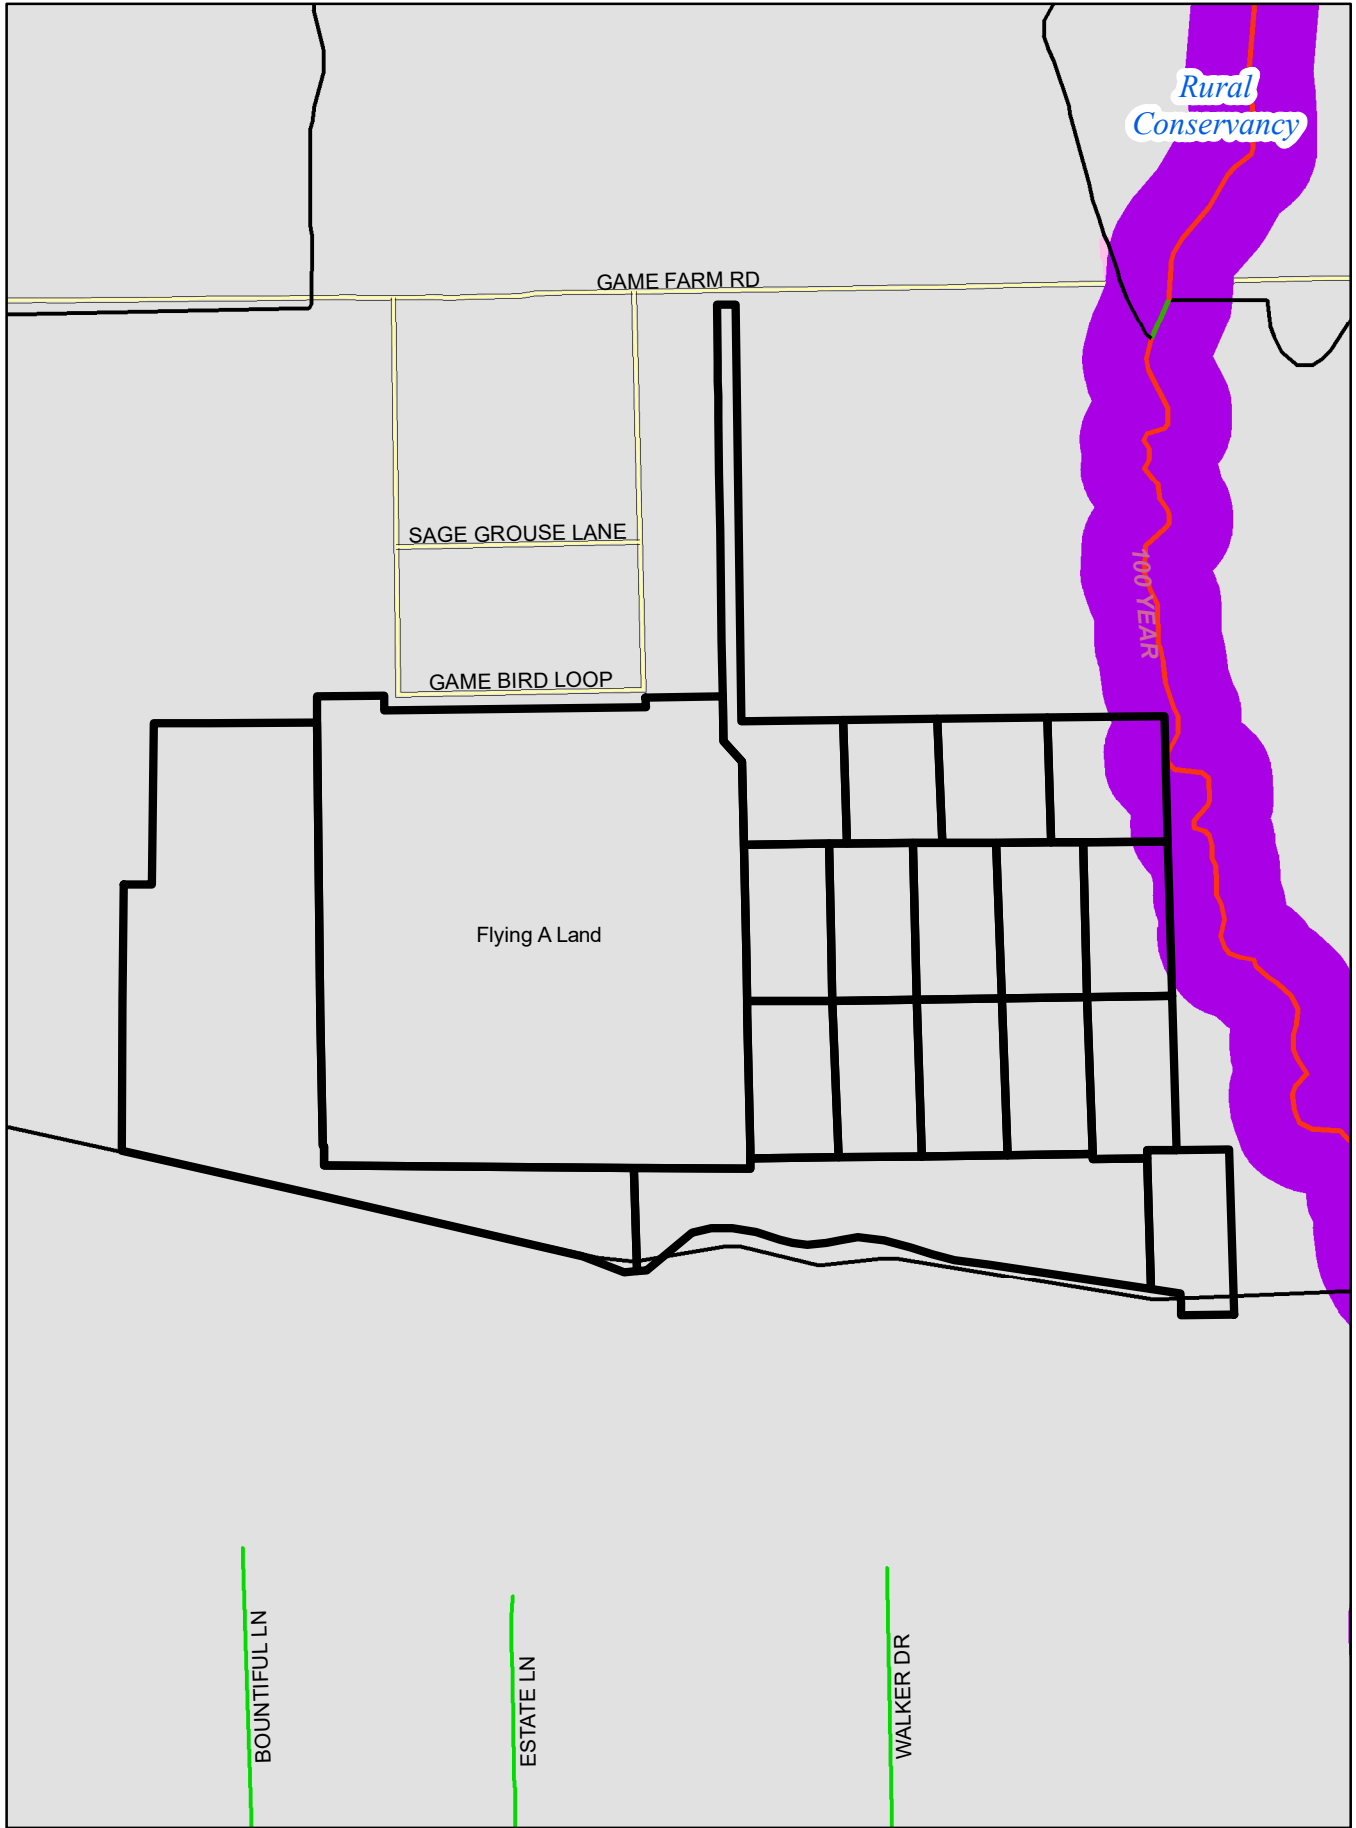 Rural
Conservancy
GAME FARM RD
SAGE GROUSE LANE
100 YEAR
GAME BIRD LOOP
Flying A Land
BOUNTIFUL LN
ESTATE LN
WALKER DR